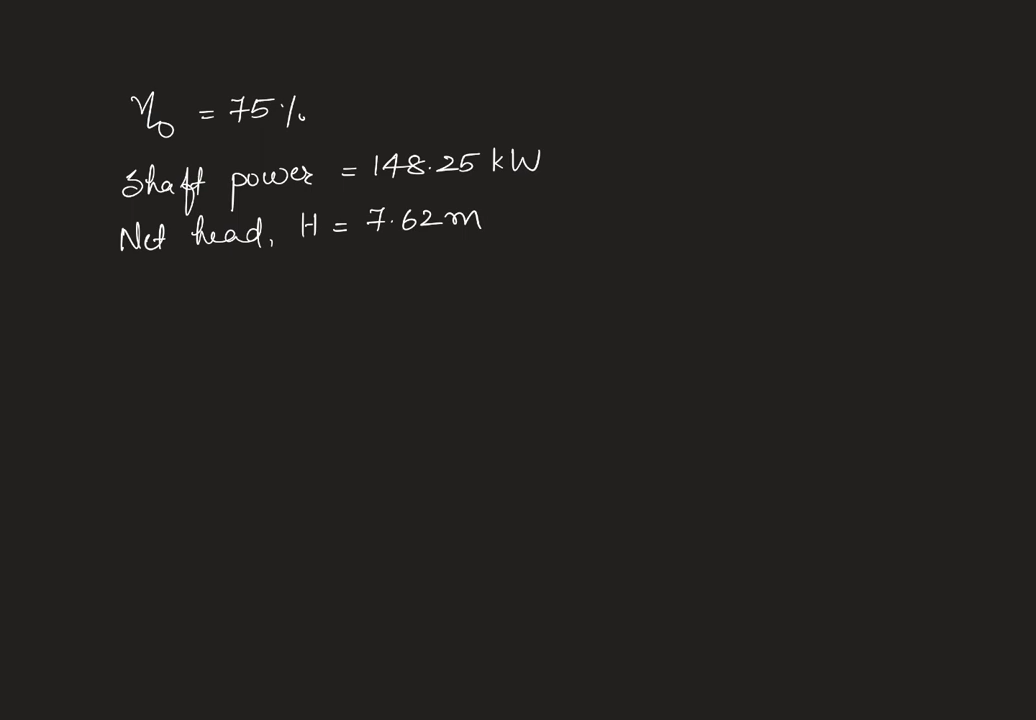 η₀ = 75%
Shaft power = 148.25 kW
Net head, H = 7.62m